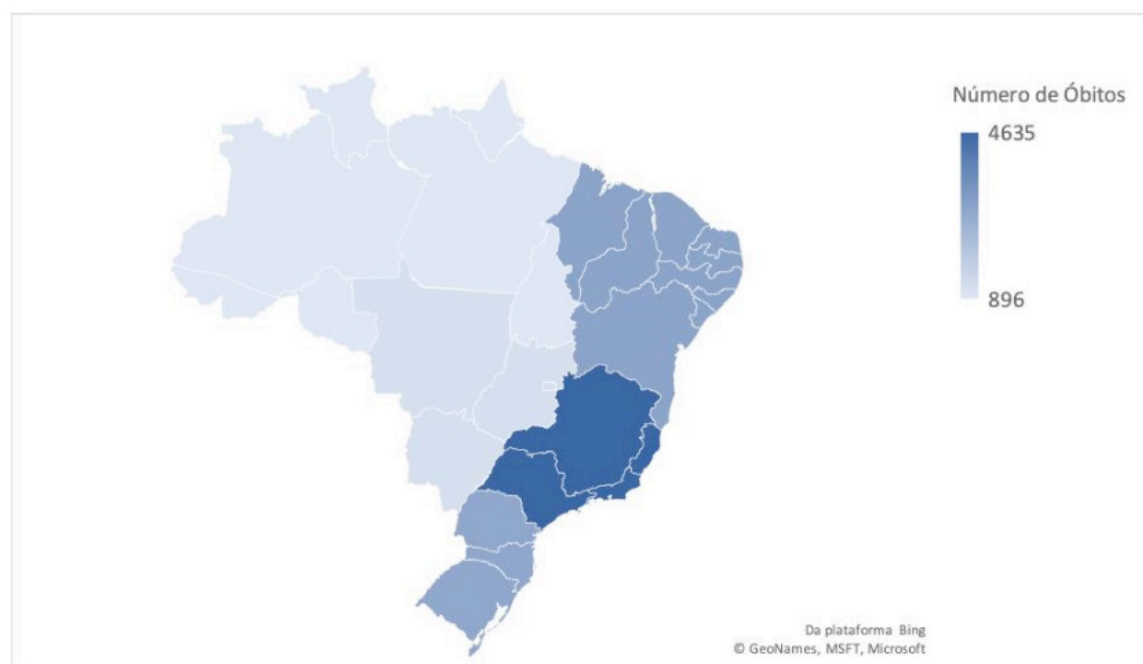 Número de Óbitos
4635
896
Da plataforma Bing
© GeoNames, MSFT, Microsoft